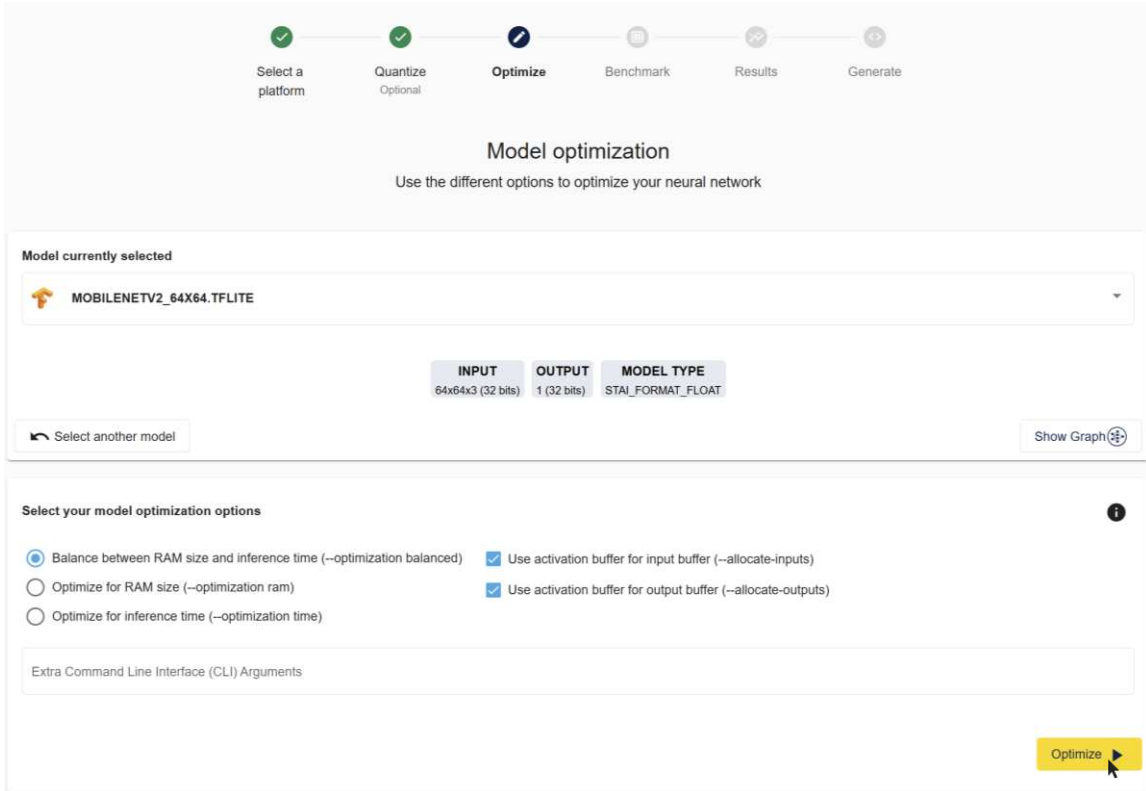 Select a platform
Quantize
Optional
Optimize
Benchmark
Results
Generate
Model optimization
Use the different options to optimize your neural network
Model currently selected
MOBILENETV2_64X64.TFLITE
INPUT
64x64x3 (32 bits)
OUTPUT
1 (32 bits)
MODEL TYPE
STAI_FORMAT_FLOAT
Select another model
Show Graph
Select your model optimization options
Balance between RAM size and inference time (--optimization balanced)
Optimize for RAM size (--optimization ram)
Optimize for inference time (--optimization time)
Use activation buffer for input buffer (--allocate-inputs)
Use activation buffer for output buffer (--allocate-outputs)
Extra Command Line Interface (CLI) Arguments
Optimize